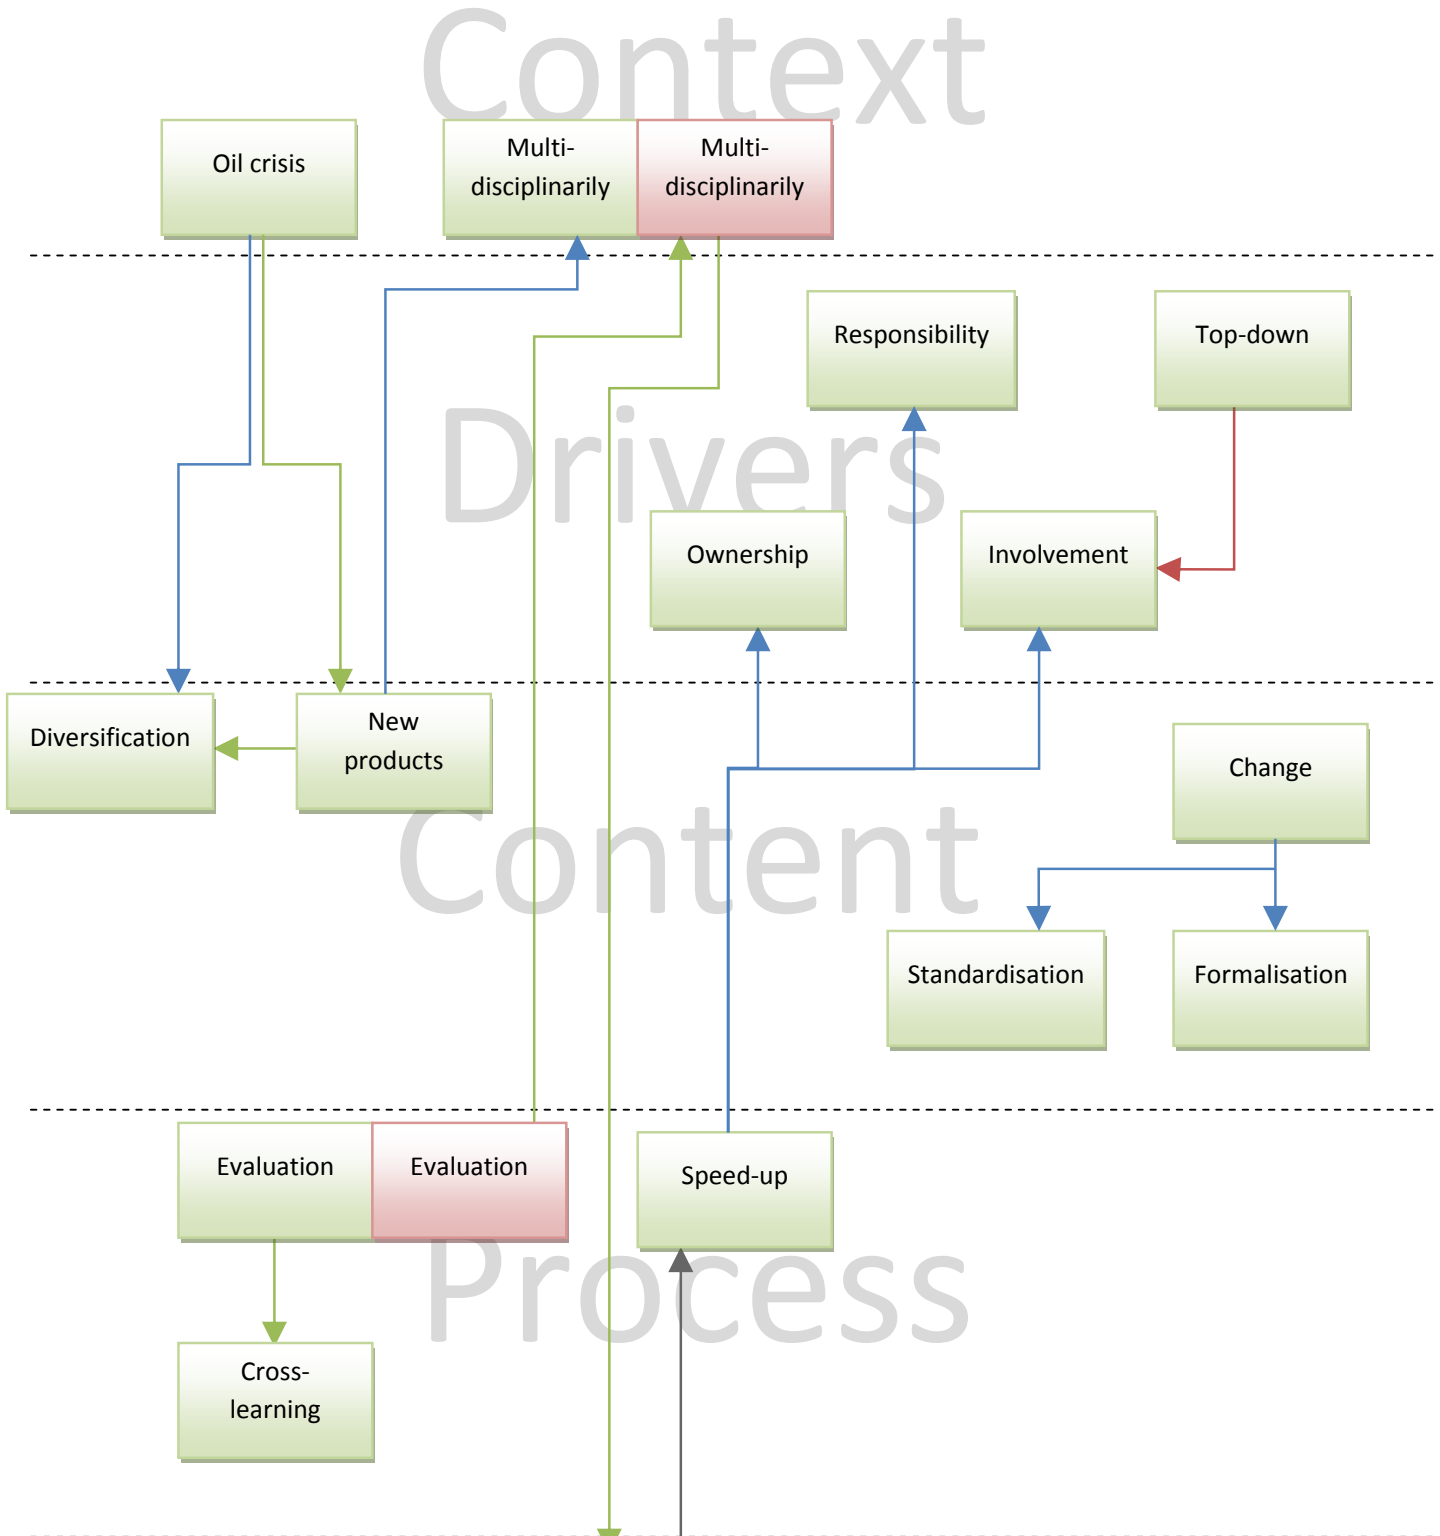 Context
Oil crisis
Multi-
disciplinarily
Multi-
disciplinarily
Responsibility
Top-down
Drivers
Ownership
Involvement
Diversification
New
products
Change
Content
Standardisation
Formalisation
Evaluation
Evaluation
Speed-up
Process
Cross-
learning